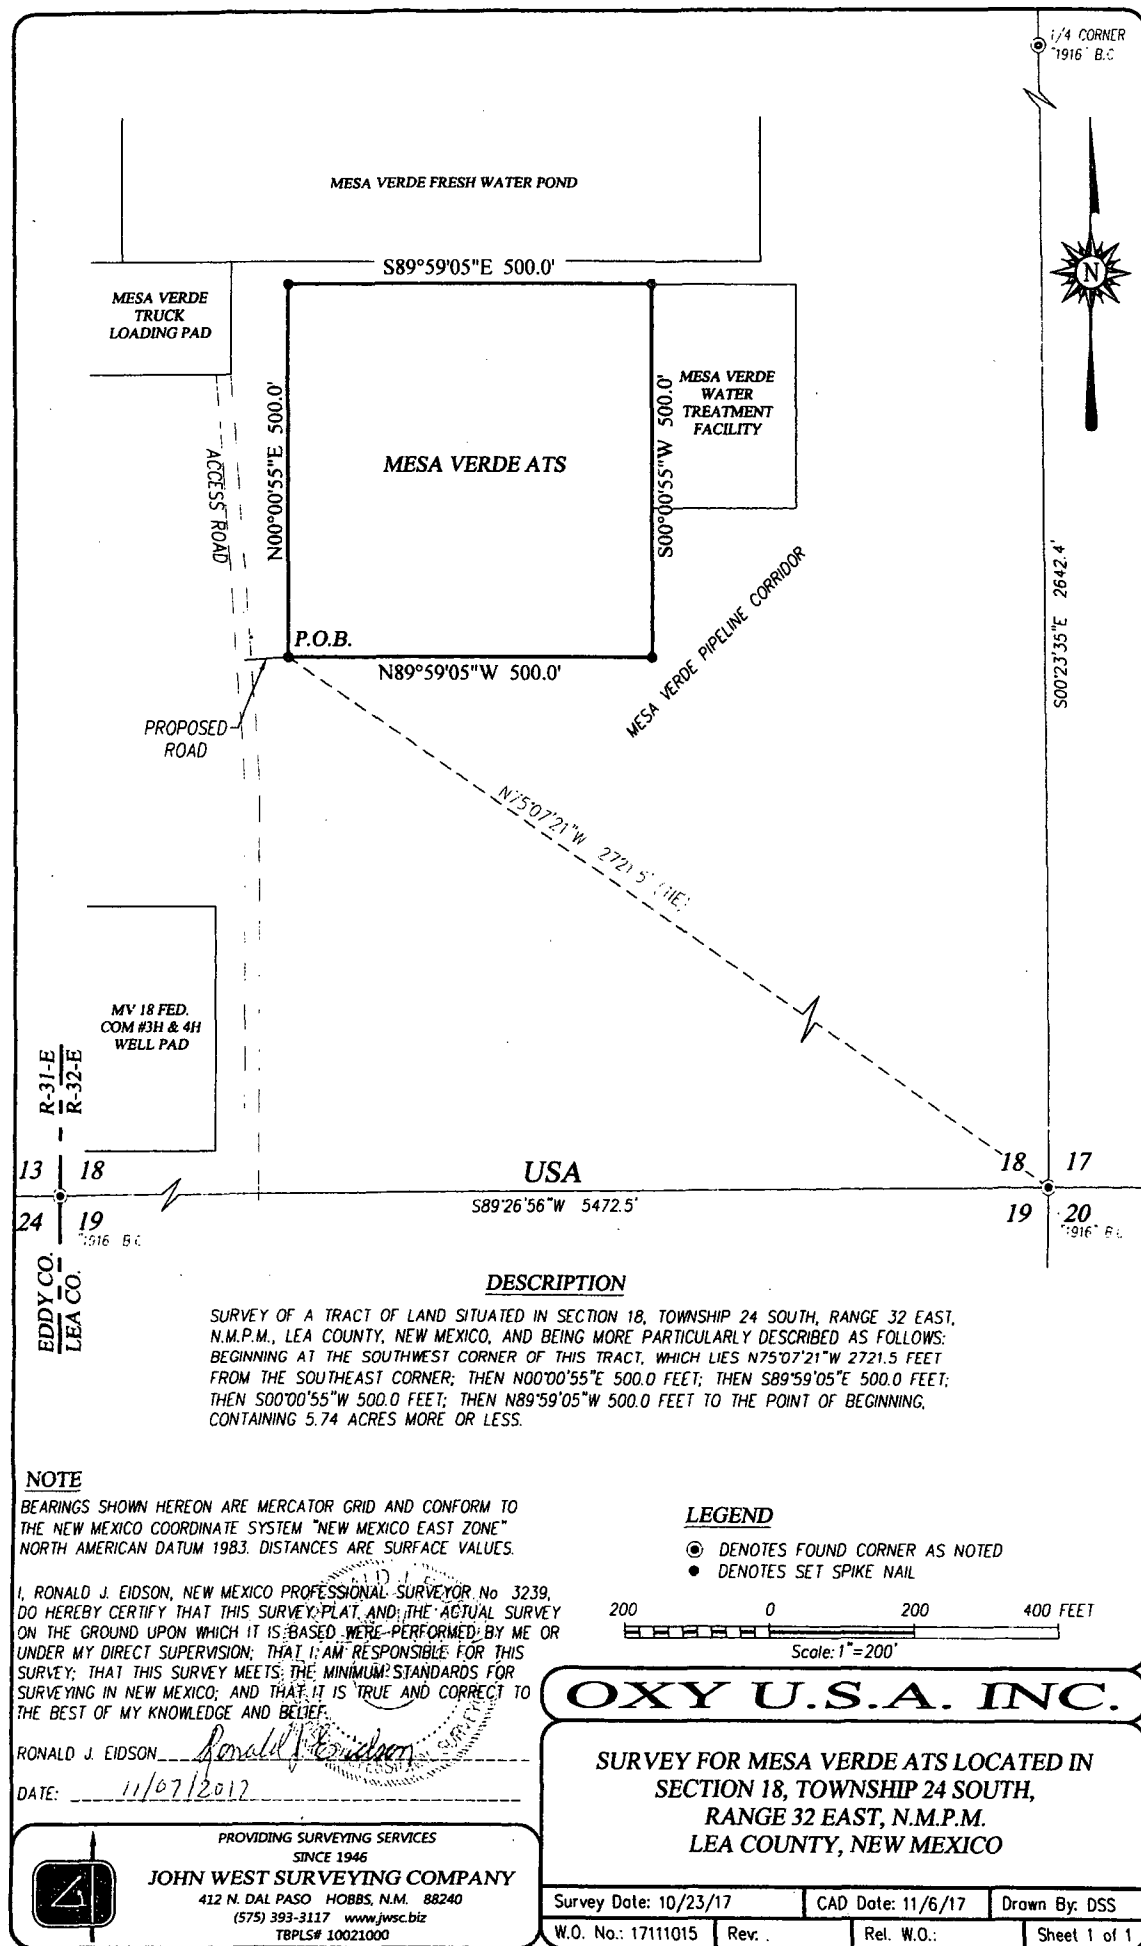 1/4 CORNER
"1916" B.C
MESA VERDE FRESH WATER POND
S89°59'05"E 500.0'
MESA VERDE
TRUCK
LOADING PAD
N
N00°00'55"E 500.0'
S00°00'55"W 500.0'
MESA VERDE
WATER
TREATMENT
FACILITY
MESA VERDE ATS
ACCESS ROAD
MESA VERDE PIPELINE CORRIDOR
S00°23'35"E 2642.4'
P.O.B.
N89°59'05"W 500.0'
PROPOSED
ROAD
N75°07'21"W 2721.5'
MV 18 FED.
COM #3H & 4H
WELL PAD
R-31-E
R-32-E
13 18
USA
18 17
S89°26'56"W 5472.5'
24 19
19 20
"1916 B.C
"1916" B.C
EDDY CO.
LEA CO.
DESCRIPTION
SURVEY OF A TRACT OF LAND SITUATED IN SECTION 18, TOWNSHIP 24 SOUTH, RANGE 32 EAST,
N.M.P.M., LEA COUNTY, NEW MEXICO, AND BEING MORE PARTICULARLY DESCRIBED AS FOLLOWS:
BEGINNING AT THE SOUTHWEST CORNER OF THIS TRACT, WHICH LIES N75°07'21"W 2721.5 FEET
FROM THE SOUTHEAST CORNER; THEN N00°00'55"E 500.0 FEET; THEN S89°59'05"E 500.0 FEET;
THEN S00°00'55"W 500.0 FEET; THEN N89°59'05"W 500.0 FEET TO THE POINT OF BEGINNING,
CONTAINING 5.74 ACRES MORE OR LESS.
NOTE
BEARINGS SHOWN HEREON ARE MERCATOR GRID AND CONFORM TO
THE NEW MEXICO COORDINATE SYSTEM "NEW MEXICO EAST ZONE"
NORTH AMERICAN DATUM 1983. DISTANCES ARE SURFACE VALUES.
LEGEND
DENOTES FOUND CORNER AS NOTED
DENOTES SET SPIKE NAIL
I, RONALD J. EIDSON, NEW MEXICO PROFESSIONAL SURVEYOR No 3239,
DO HEREBY CERTIFY THAT THIS SURVEY PLAT AND THE ACTUAL SURVEY
ON THE GROUND UPON WHICH IT IS BASED WERE PERFORMED BY ME OR
UNDER MY DIRECT SUPERVISION; THAT I AM RESPONSIBLE FOR THIS
SURVEY; THAT THIS SURVEY MEETS THE MINIMUM STANDARDS FOR
SURVEYING IN NEW MEXICO; AND THAT IT IS TRUE AND CORRECT TO
THE BEST OF MY KNOWLEDGE AND BELIEF.
200 0 200 400 FEET
Scale: 1"=200'
RONALD J. EIDSON Ronald J Eidson
DATE: 11/07/2017
OXY U.S.A. INC.
SURVEY FOR MESA VERDE ATS LOCATED IN
SECTION 18, TOWNSHIP 24 SOUTH,
RANGE 32 EAST, N.M.P.M.
LEA COUNTY, NEW MEXICO
PROVIDING SURVEYING SERVICES
SINCE 1946
JOHN WEST SURVEYING COMPANY
412 N. DAL PASO HOBBS, N.M. 88240
(575) 393-3117 www.jwsc.biz
TBPLS# 10021000
Survey Date: 10/23/17 CAD Date: 11/6/17 Drawn By: DSS
W.O. No.: 17111015 Rev: . Rel. W.O.: Sheet 1 of 1